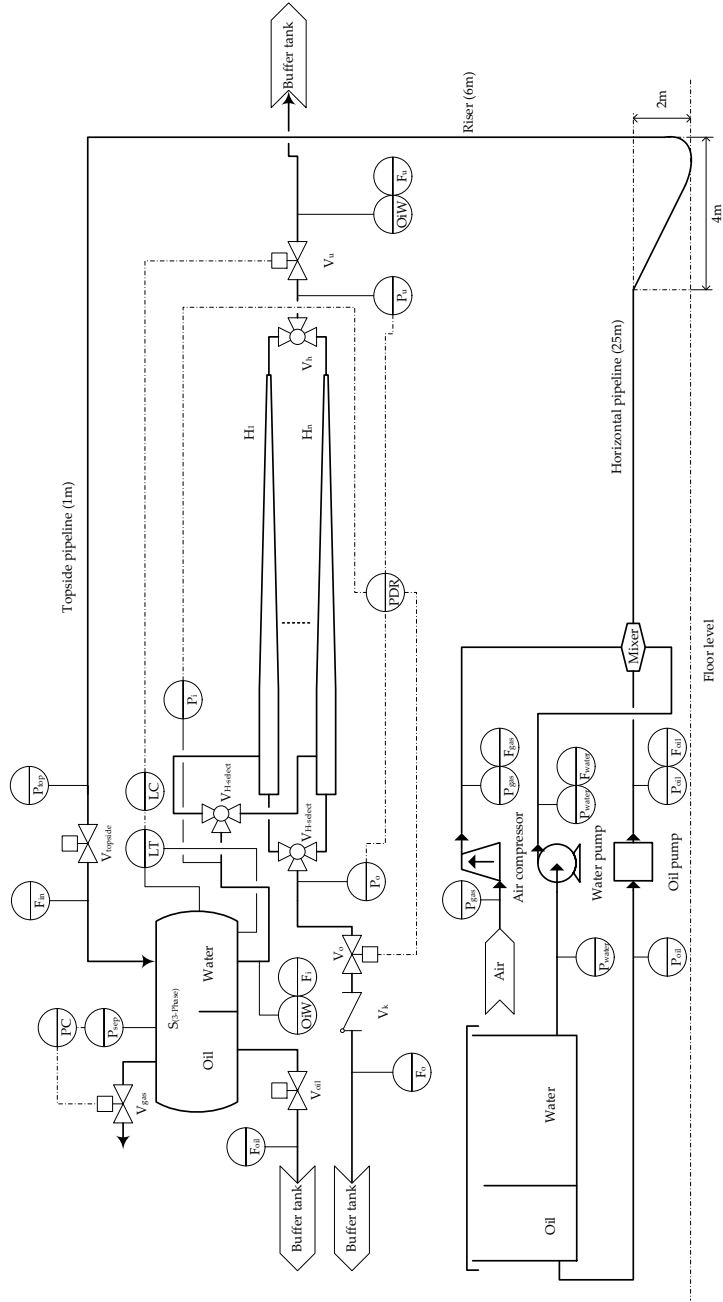 Buffer tank
Riser (6m)
2m
4m
Fu
OiW
Vu
Pu
Vh
H1
Hn
Horizontal pipeline (25m)
Topside pipeline (1m)
PDR
Pi
Mixer
Floor level
Ptop
LC
VH-select
Pgas
Fgas
Pwater
Fwater
Poil
Foil
Vtopside
LT
VH-select
Air compressor
Water pump
Oil pump
Fin
Po
Pgas
Vo
Air
Pwater
Poil
S(3-Phase)
Water
Oil
Fi
OiW
Vk
PC
Psep
Vgas
Voil
Fo
Foil
Water
Oil
Buffer tank
Buffer tank